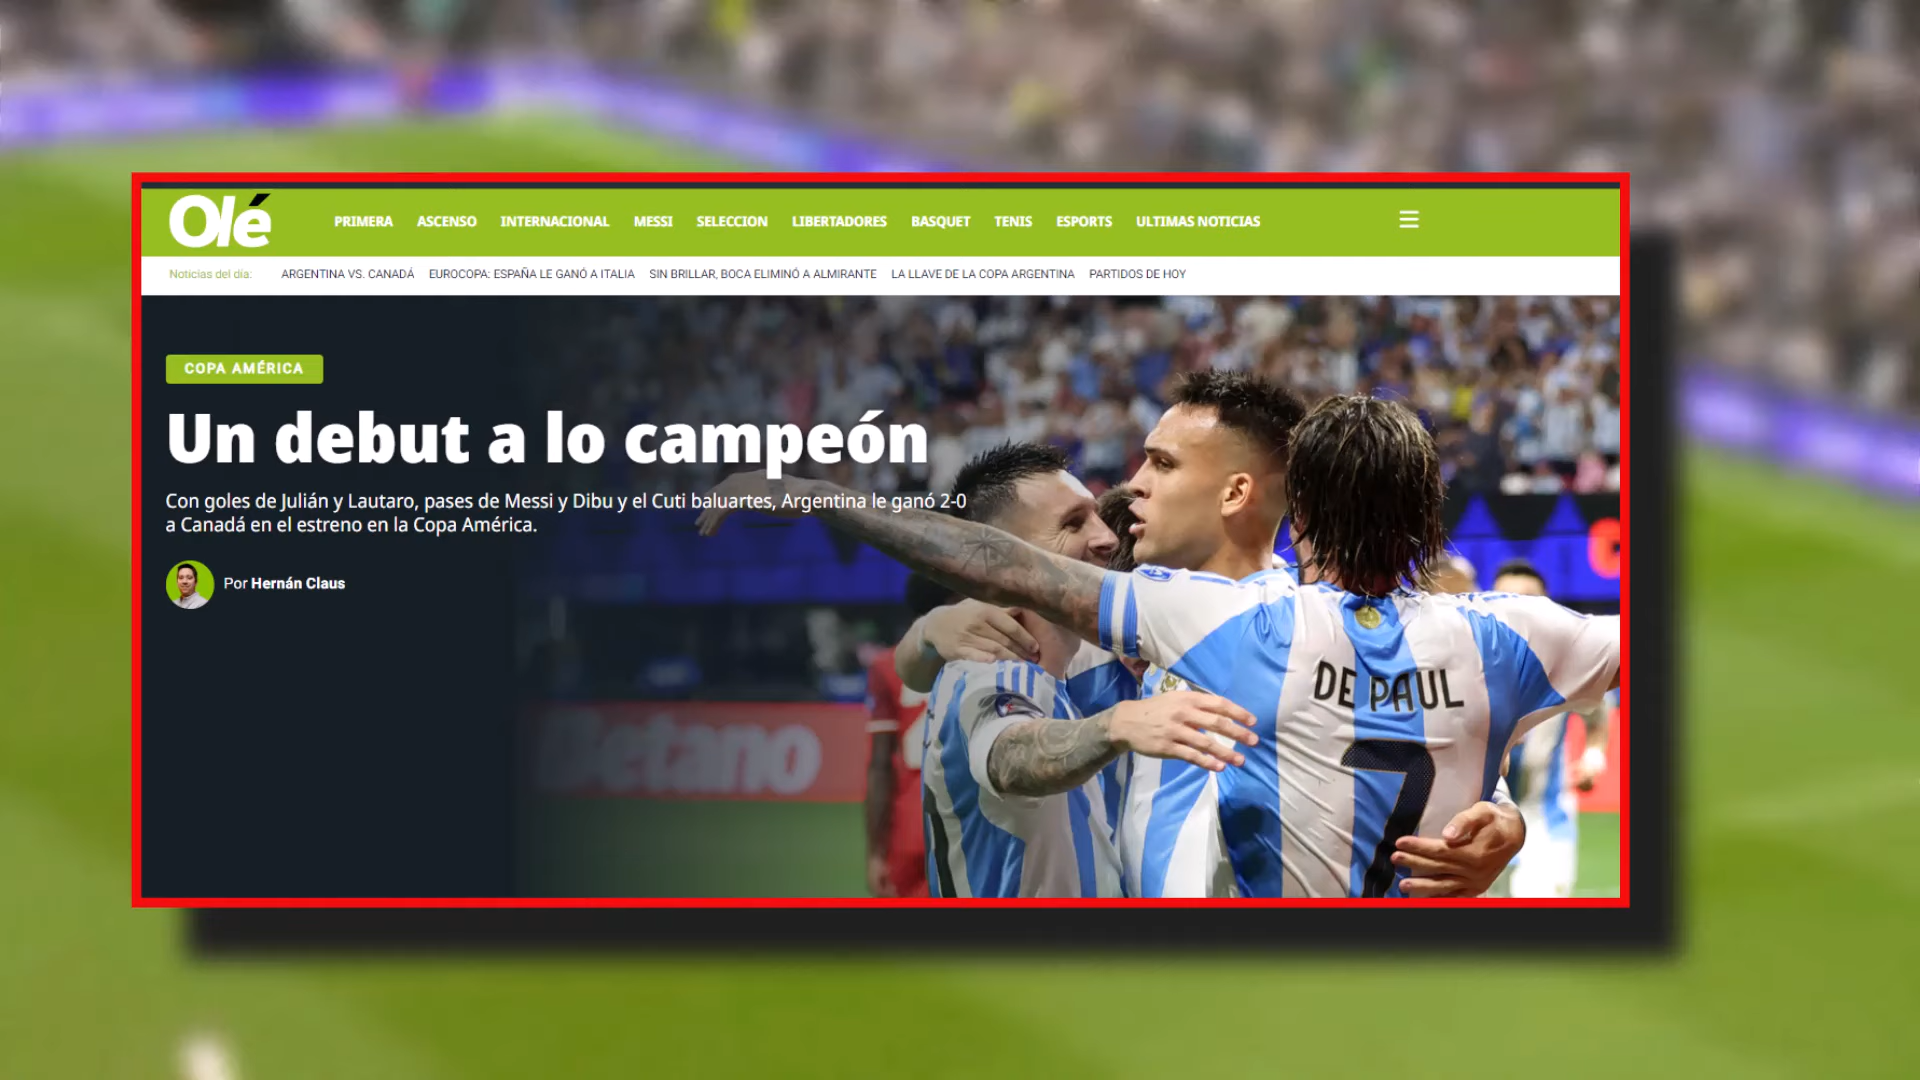 Olé
PRIMERA ASCENSO INTERNACIONAL MESSI SELECCION LIBERTADORES BASQUET TENIS ESPORTS ULTIMAS NOTICIAS
Noticias del día: ARGENTINA VS. CANADÁ EUROCOPA: ESPAÑA LE GANÓ A ITALIA SIN BRILLAR, BOCA ELIMINÓ A ALMIRANTE LA LLAVE DE LA COPA ARGENTINA PARTIDOS DE HOY
COPA AMÉRICA
Un debut a lo campeón
Con goles de Julián y Lautaro, pases de Messi y Dibu y el Cuti baluartes, Argentina le ganó 2-0
a Canadá en el estreno en la Copa América.
Por Hernán Claus
DE PAUL
7
Betano